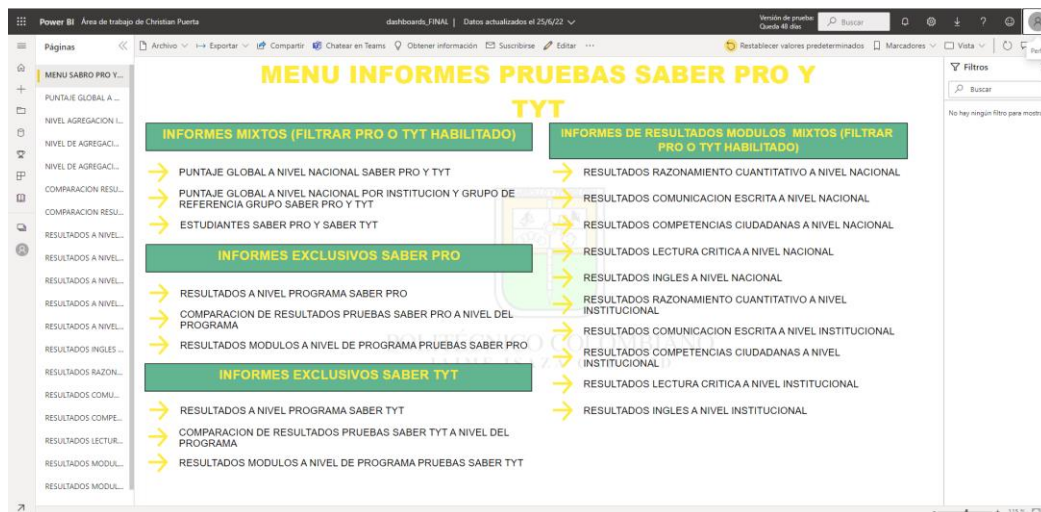 Power BI Área de trabajo de Christian Puerta
dashboards_FINAL | Datos actualizados el 25/6/22
Versión de prueba:
Queda 48 días
Buscar
Páginas
Archivo
Exportar
Compartir
Chatear en Teams
Obtener información
Suscribirse
Editar
Restablecer valores predeterminados
Marcadores
Vista
MENU SABRO PRO Y...
PUNTAJE GLOBAL A ...
NIVEL AGREGACION I...
NIVEL DE AGREGACI...
NIVEL DE AGREGACI...
COMPARACION RESU...
COMPARACION RESU...
RESULTADOS A NIVEL...
RESULTADOS A NIVEL...
RESULTADOS A NIVEL...
RESULTADOS A NIVEL...
RESULTADOS A NIVEL...
RESULTADOS INGLES ...
RESULTADOS RAZON...
RESULTADOS COMU...
RESULTADOS COMPE...
RESULTADOS LECTUR...
RESULTADOS MODUL...
RESULTADOS MODUL...
MENU INFORMES PRUEBAS SABER PRO Y
TYT
INFORMES MIXTOS (FILTRAR PRO O TYT HABILITADO)
PUNTAJE GLOBAL A NIVEL NACIONAL SABER PRO Y TYT
PUNTAJE GLOBAL A NIVEL NACIONAL POR INSTITUCION Y GRUPO DE
REFERENCIA GRUPO SABER PRO Y TYT
ESTUDIANTES SABER PRO Y SABER TYT
INFORMES EXCLUSIVOS SABER PRO
RESULTADOS A NIVEL PROGRAMA SABER PRO
COMPARACION DE RESULTADOS PRUEBAS SABER PRO A NIVEL DEL
PROGRAMA
RESULTADOS MODULOS A NIVEL DE PROGRAMA PRUEBAS SABER PRO
INFORMES EXCLUSIVOS SABER TYT
RESULTADOS A NIVEL PROGRAMA SABER TYT
COMPARACION DE RESULTADOS PRUEBAS SABER TYT A NIVEL DEL
PROGRAMA
RESULTADOS MODULOS A NIVEL DE PROGRAMA PRUEBAS SABER TYT
INFORMES DE RESULTADOS MODULOS MIXTOS (FILTRAR
PRO O TYT HABILITADO)
RESULTADOS RAZONAMIENTO CUANTITATIVO A NIVEL NACIONAL
RESULTADOS COMUNICACION ESCRITA A NIVEL NACIONAL
RESULTADOS COMPETENCIAS CIUDADANAS A NIVEL NACIONAL
RESULTADOS LECTURA CRITICA A NIVEL NACIONAL
RESULTADOS INGLES A NIVEL NACIONAL
RESULTADOS RAZONAMIENTO CUANTITATIVO A NIVEL
INSTITUCIONAL
RESULTADOS COMUNICACION ESCRITA A NIVEL INSTITUCIONAL
RESULTADOS COMPETENCIAS CIUDADANAS A NIVEL
INSTITUCIONAL
RESULTADOS LECTURA CRITICA A NIVEL INSTITUCIONAL
RESULTADOS INGLES A NIVEL INSTITUCIONAL
Filtros
Buscar
No hay ningún filtro para mostr